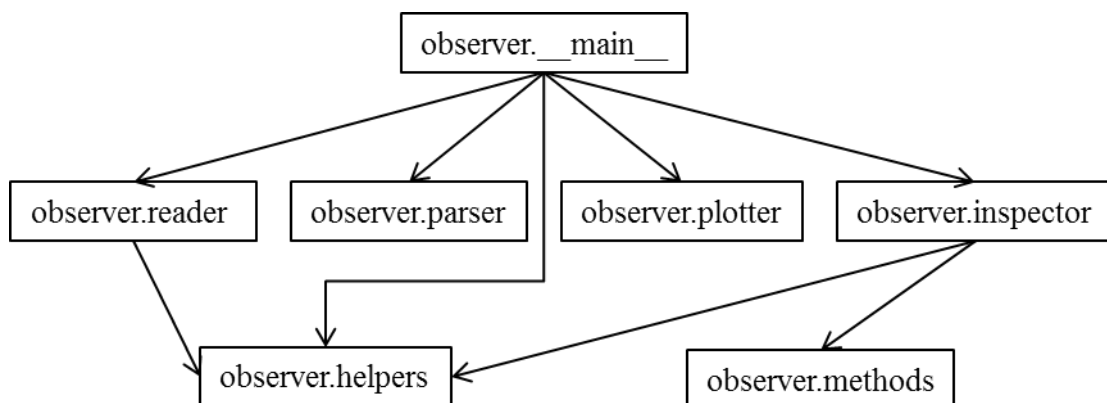 observer.__main__
observer.reader
observer.parser
observer.plotter
observer.inspector
observer.helpers
observer.methods